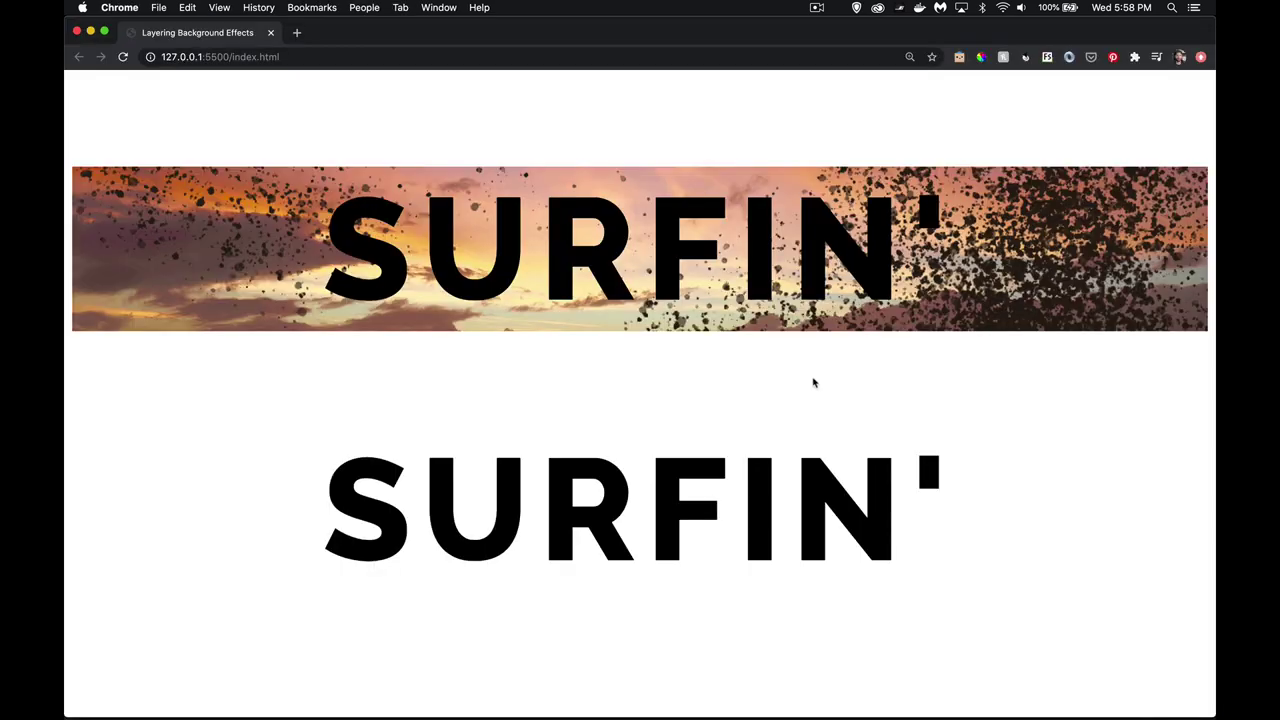 Chrome File Edit View History Bookmarks People Tab Window Help 100% Wed 5:58 PM
Layering Background Effects
127.0.0.1:5500/index.html
SURFIN'
SURFIN'